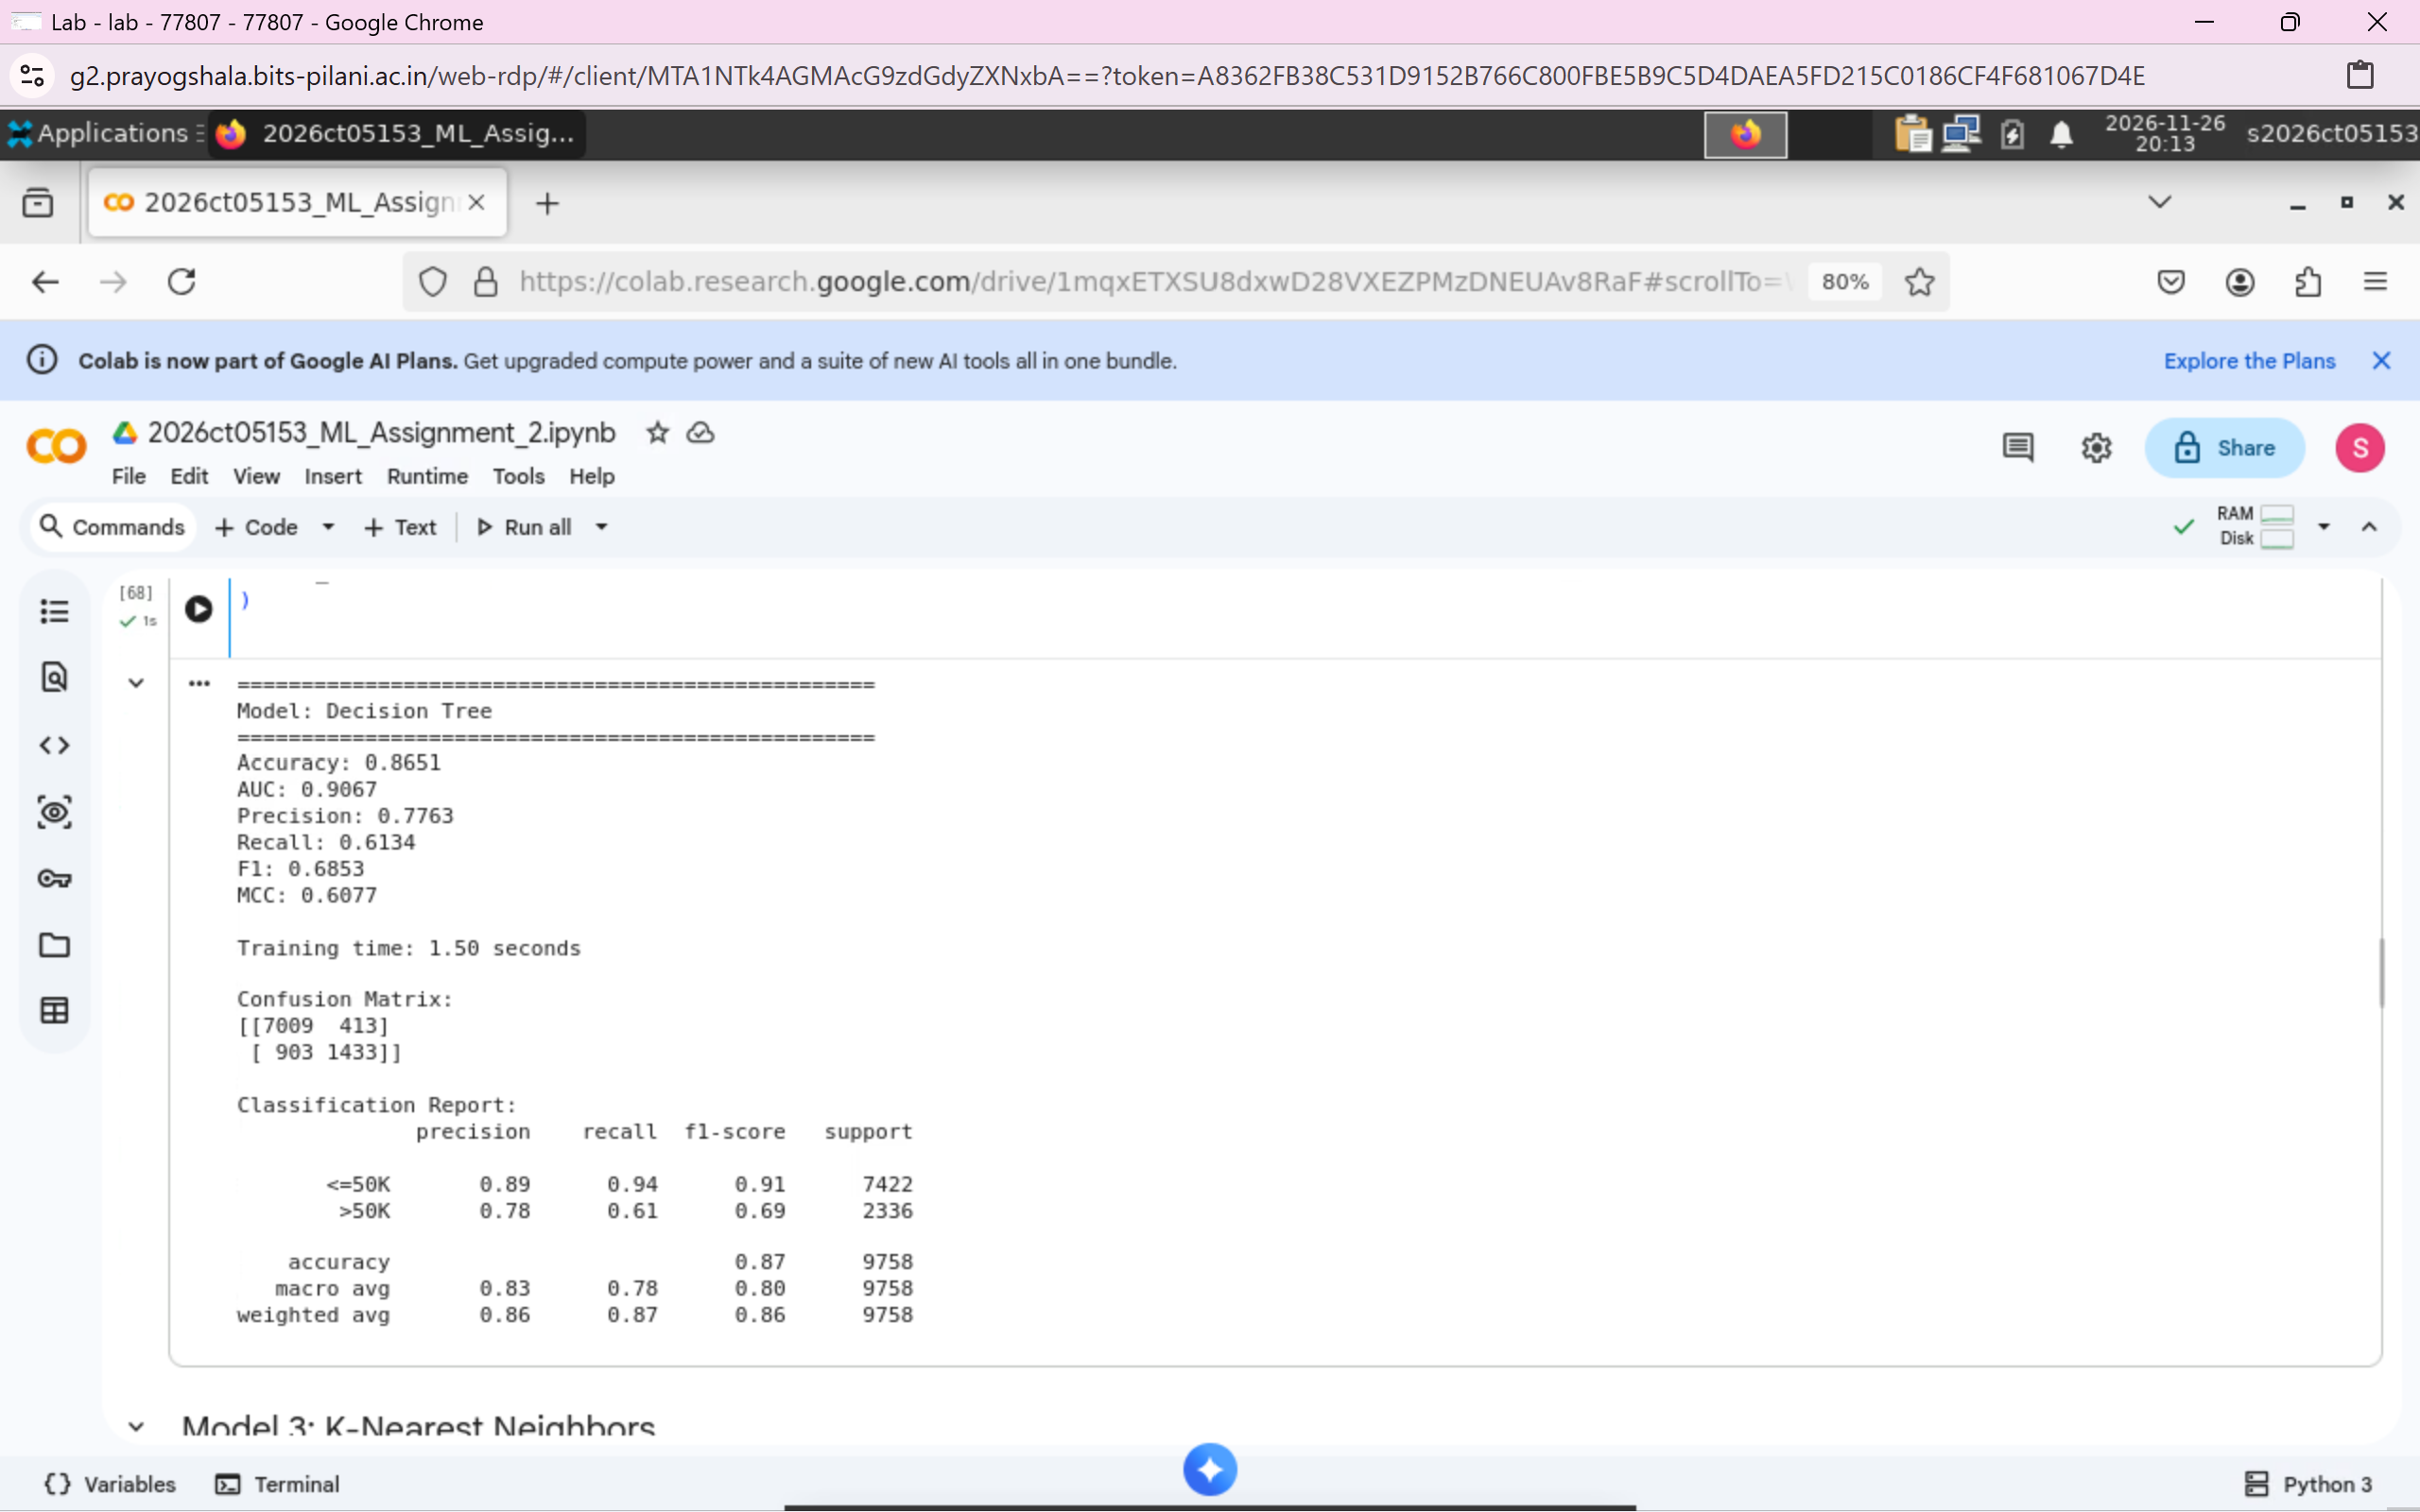 Lab - lab - 77807 - 77807 - Google Chrome
g2.prayogshala.bits-pilani.ac.in/web-rdp/#/client/MTA1NTk4AGMAcG9zdGdyZXNxbA==?token=A8362FB38C531D9152B766C800FBE5B9C5D4DAEA5FD215C0186CF4F681067D4E
Applications 2026ct05153_ML_Assig... 2026-11-26 20:13 s2026ct05153
2026ct05153_ML_Assign
https://colab.research.google.com/drive/1mqxETXSU8dxwD28VXEZPMzDNEUAv8RaF#scrollTo= 80%
Colab is now part of Google AI Plans. Get upgraded compute power and a suite of new AI tools all in one bundle. Explore the Plans
2026ct05153_ML_Assignment_2.ipynb
Share S
File Edit View Insert Runtime Tools Help
Commands + Code + Text Run all RAM Disk
[68] )
1s
==================================================
Model: Decision Tree
==================================================
Accuracy: 0.8651
AUC: 0.9067
Precision: 0.7763
Recall: 0.6134
F1: 0.6853
MCC: 0.6077
Training time: 1.50 seconds
Confusion Matrix:
[[7009  413]
 [ 903 1433]]
Classification Report:
precision recall f1-score support
<=50K 0.89 0.94 0.91 7422
>50K 0.78 0.61 0.69 2336
accuracy 0.87 9758
macro avg 0.83 0.78 0.80 9758
weighted avg 0.86 0.87 0.86 9758
Model 3: K-Nearest Neighbors
{} Variables Terminal Python 3